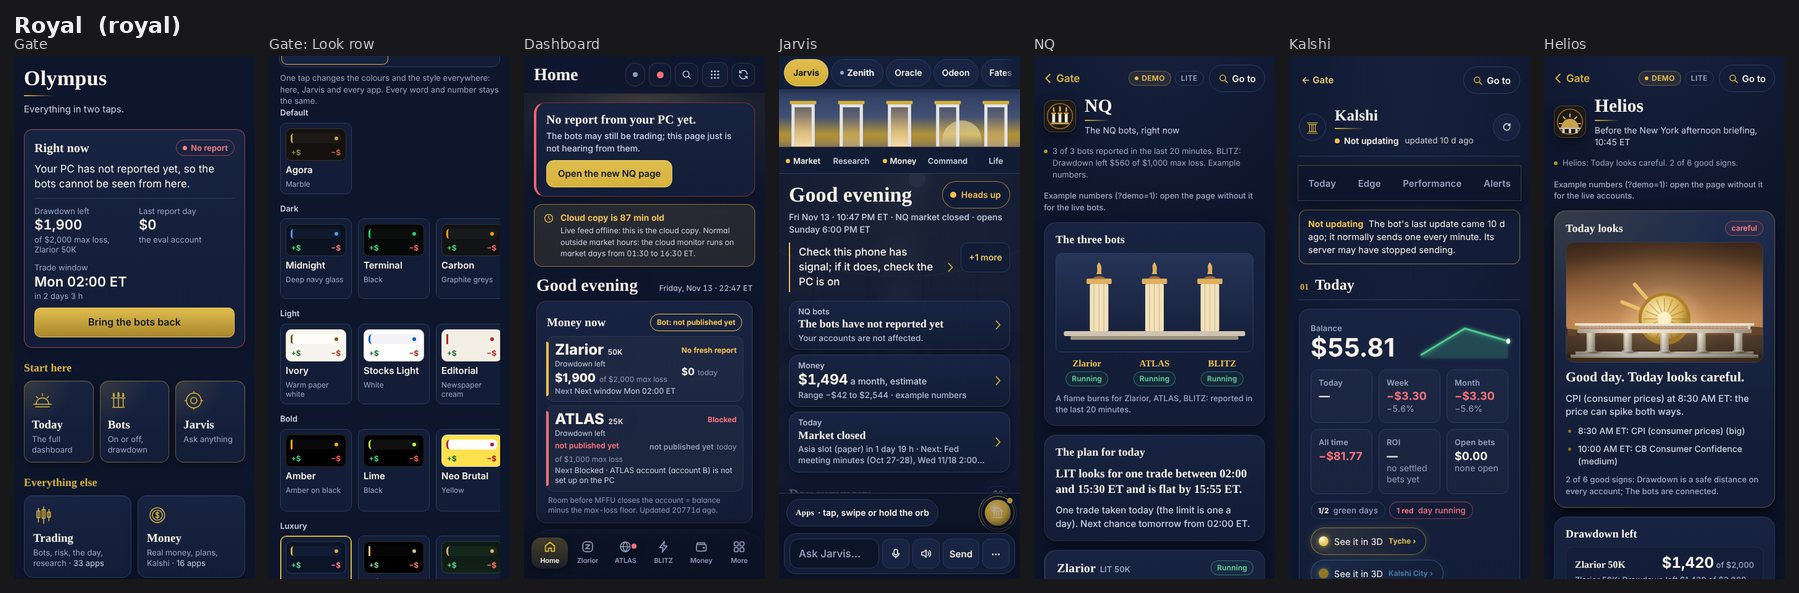 Royal (royal)
Gate
Olympus
Everything in two taps.
Right now
No report
Your PC has not reported yet, so the
bots cannot be seen from here.
Drawdown left
Last report day
$1,900
$0
of $2,000 max loss,
Zlarior 50K
the eval account
Trade window
Mon 02:00 ET
in 2 days 3 h
Bring the bots back
Start here
Today
The full
dashboard
Bots
On or off,
drawdown
Jarvis
Ask anything
Everything else
Trading
Bots, risk, the day,
research · 33 apps
Money
Real money, plans,
Kalshi · 16 apps
Gate: Look row
One tap changes the colours and the style everywhere:
here, Jarvis and every app. Every word and number stays
the same.
Default
+$ −$
Agora
Marble
Dark
+$ −$ +$ −$ +$ −$
Midnight
Deep navy glass
Terminal
Black
Carbon
Graphite greys
Light
+$ −$ +$ −$ +$ −$
Ivory
Warm paper
white
Stocks Light
White
Editorial
Newspaper
cream
Bold
+$ −$ +$ −$ +$ −$
Amber
Amber on black
Lime
Black
Neo Brutal
Yellow
Luxury
+$ −$ +$ −$ +$ −$
Dashboard
Home
No report from your PC yet.
The bots may still be trading; this page just is
not hearing from them.
Open the new NQ page
Cloud copy is 87 min old
Live feed offline: this is the cloud copy. Normal
outside market hours: the cloud monitor runs on
market days from 01:30 to 16:30 ET.
Good evening
Friday, Nov 13 · 22:47 ET
Money now
Bot: not published yet
Zlarior 50K
No fresh report
Drawdown left
$1,900 of $2,000 max loss
$0 today
Next Next window Mon 02:00 ET
ATLAS 25K
Blocked
Drawdown left
not published yet
not published yet today
of $1,000 max loss
Next Blocked · ATLAS account (account B) is not
set up on the PC
Room before MFFU closes the account = balance
minus the max-loss floor. Updated 20771d ago.
Home
Zlarior
ATLAS
BLITZ
Money
More
Jarvis
Jarvis
Zenith
Oracle
Odeon
Fates
Market
Research
Money
Command
Life
Good evening
Heads up
Fri Nov 13 · 10:47 PM ET · NQ market closed · opens
Sunday 6:00 PM ET
Check this phone has
signal; if it does, check the
PC is on
+1 more
NQ bots
The bots have not reported yet
Your accounts are not affected.
Money
$1,494 a month, estimate
Range −$42 to $2,544 · example numbers
Today
Market closed
Asia slot (paper) in 1 day 19 h · Next: Fed
meeting minutes (Oct 27-28), Wed 11/18 2:00...
Apps · tap, swipe or hold the orb
Ask Jarvis...
Send
NQ
Gate
DEMO
LITE
Go to
NQ
The NQ bots, right now
3 of 3 bots reported in the last 20 minutes. BLITZ:
Drawdown left $560 of $1,000 max loss. Example
numbers.
Example numbers (?demo=1): open the page without it
for the live bots.
The three bots
Zlarior
ATLAS
BLITZ
Running
Running
Running
A flame burns for Zlarior, ATLAS, BLITZ: reported in
the last 20 minutes.
The plan for today
LIT looks for one trade between 02:00
and 15:30 ET and is flat by 15:55 ET.
One trade taken today (the limit is one a
day). Next chance tomorrow from 02:00 ET.
Zlarior LIT 50K
Running
Kalshi
← Gate
Go to
Kalshi
Not updating updated 10 d ago
Today
Edge
Performance
Alerts
Not updating The bot's last update came 10 d
ago; it normally sends one every minute. Its
server may have stopped sending.
01 Today
Balance
$55.81
Today
—
Week
−$3.30
−5.6%
Month
−$3.30
−5.6%
All time
−$81.77
ROI
—
no settled
bets yet
Open bets
$0.00
none open
1/2 green days
1 red day running
See it in 3D Tyche ›
See it in 3D Kalshi City ›
Helios
Gate
DEMO
LITE
Go to
Helios
Before the New York afternoon briefing,
10:45 ET
Helios: Today looks careful. 2 of 6 good signs.
Example numbers (?demo=1): open the page without it
for the live accounts.
Today looks
careful
Good day. Today looks careful.
CPI (consumer prices) at 8:30 AM ET: the
price can spike both ways.
8:30 AM ET: CPI (consumer prices) (big)
10:00 AM ET: CB Consumer Confidence
(medium)
2 of 6 good signs: Drawdown is a safe distance on
every account; The bots are connected.
Drawdown left
Zlarior 50K
$1,420 of $2,000